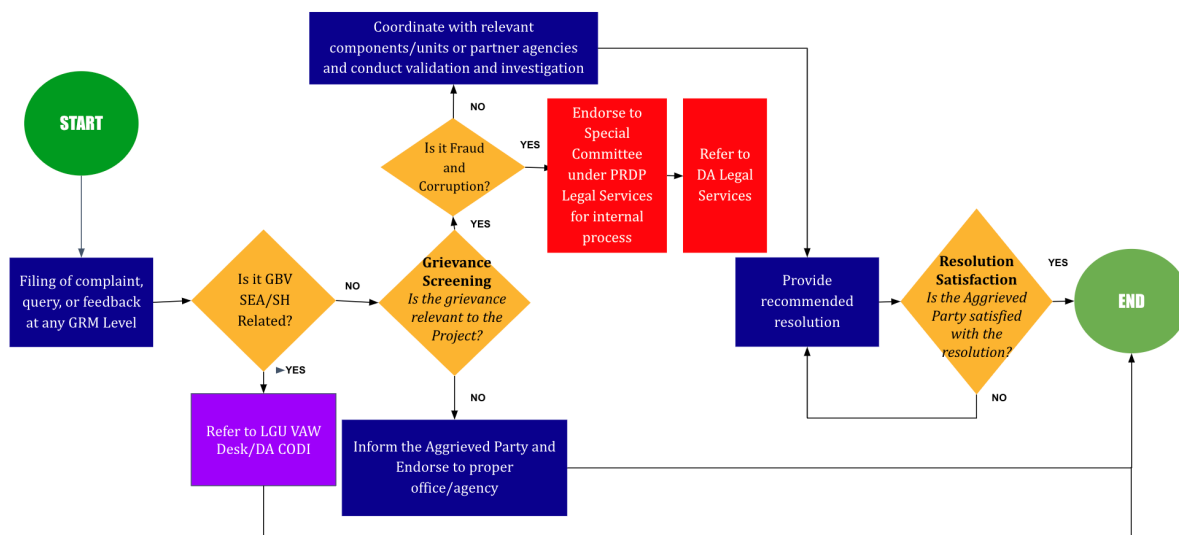 Coordinate with relevant
components/units or partner agencies
and conduct validation and investigation
START
NO
Is it Fraud
and
Corruption?
YES
Endorse to
Special
Committee
under PRDP
Legal Services
for internal
process
Refer to
DA Legal
Services
YES
Filing of complaint,
query, or feedback
at any GRM Level
Is it GBV
SEA/SH
Related?
NO
Grievance
Screening
Is the grievance
relevant to the
Project?
Provide
recommended
resolution
Resolution
Satisfaction
Is the Aggrieved
Party satisfied
with the
resolution?
YES
END
YES
NO
NO
Refer to LGU VAW
Desk/DA CODI
Inform the Aggrieved Party and
Endorse to proper
office/agency